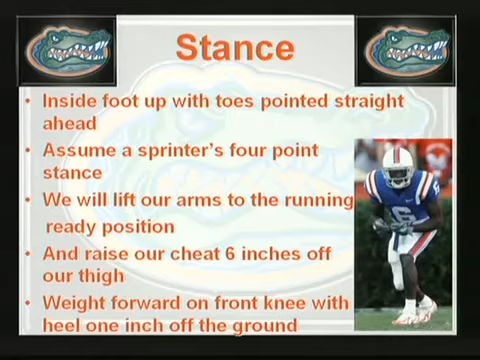 Stance
• Inside foot up with toes pointed straight
ahead
• Assume a sprinter's four point
stance
• We will lift our arms to the running
ready position
• And raise our cheat 6 inches off
our thigh
• Weight forward on front knee with
heel one inch off the ground
6